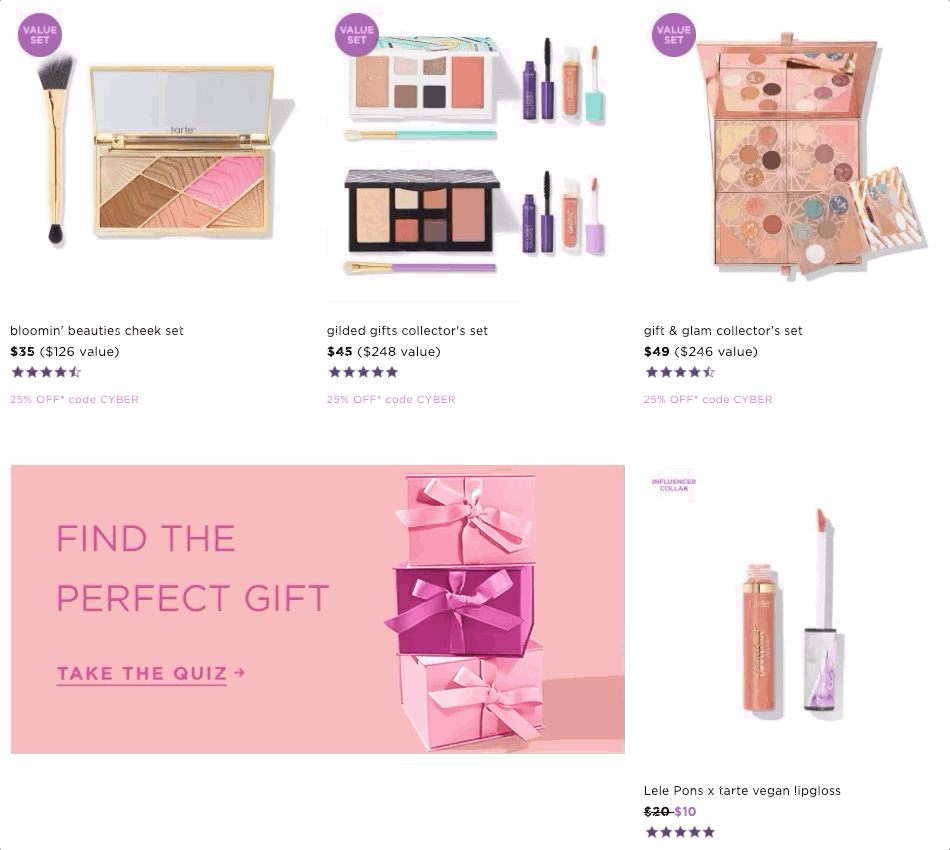 VALUE
SET
VALUE
SET
VALUE
SET
tarte
bloomin' beauties cheek set
$35 ($126 value)
25% OFF* code CYBER
gilded gifts collector's set
$45 ($248 value)
25% OFF* code CYBER
gift & glam collector's set
$49 ($246 value)
25% OFF* code CYBER
FIND THE
PERFECT GIFT
TAKE THE QUIZ →
INFLUENCER
COLLAB
tarte
Lele Pons x tarte vegan lipgloss
$20 $10